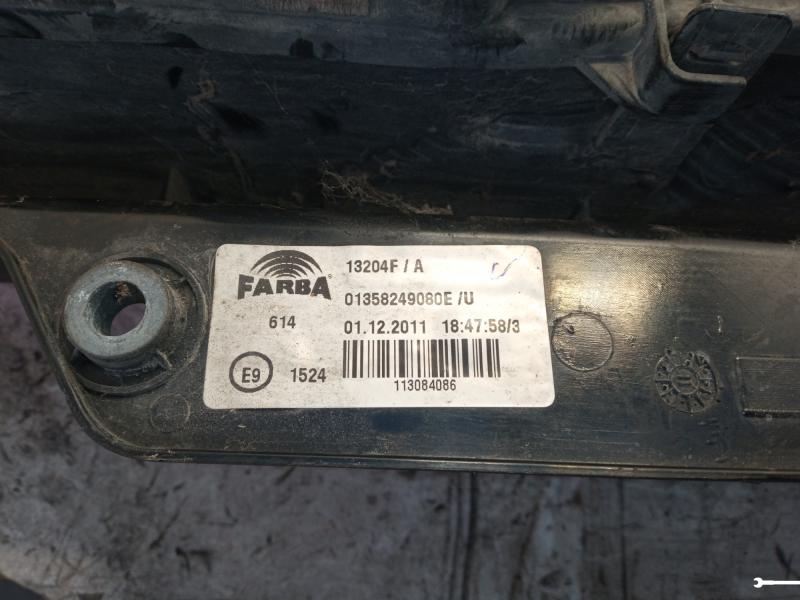 FARBA®
13204F / A
01358249080E /U
614
01.12.2011 18:47:58/3
E9
1524
113084086